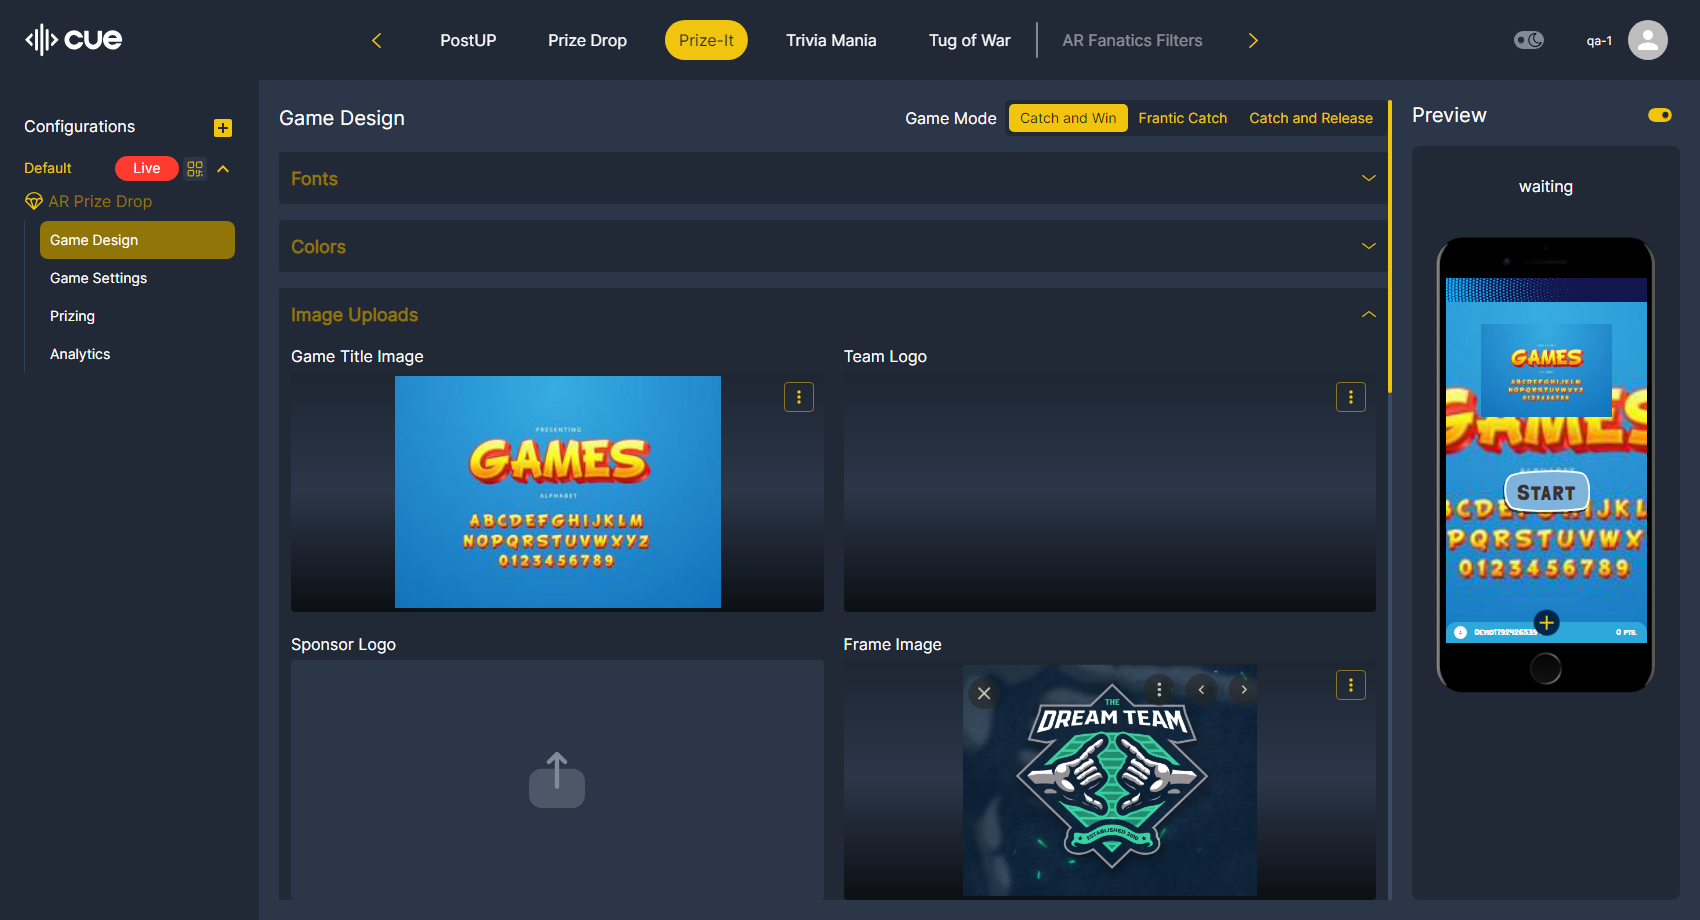 cue
PostUP
Prize Drop
Prize-It
Trivia Mania
Tug of War
AR Fanatics Filters
qa-1
Configurations
Default
Live
AR Prize Drop
Game Design
Game Settings
Prizing
Analytics
Game Design
Game Mode
Catch and Win
Frantic Catch
Catch and Release
Fonts
Colors
Image Uploads
Game Title Image
PRESENTING
GAMES
ALPHABET
ABCDEFGHIJKLM
NOPQRSTUVWXYZ
0123456789
Team Logo
Sponsor Logo
Frame Image
THE
DREAM TEAM
ESTABLISHED 2010
Preview
waiting
GAMES
ABCDEFGHIJKLM
NOPQRSTUVWXYZ
0123456789
GAMES
START
PQRSTUVWX
0123456789
0 PTS.